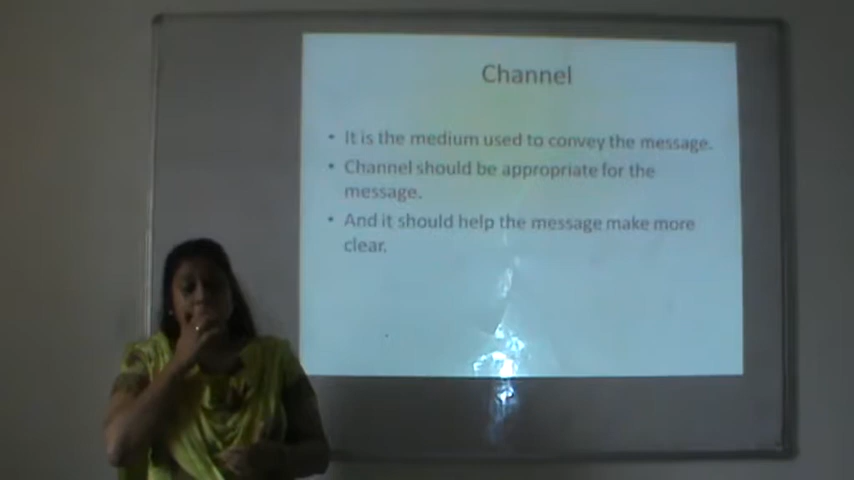 Channel
• It is the medium used to convey the message.
• Channel should be appropriate for the
message.
• And it should help the message make more
clear.